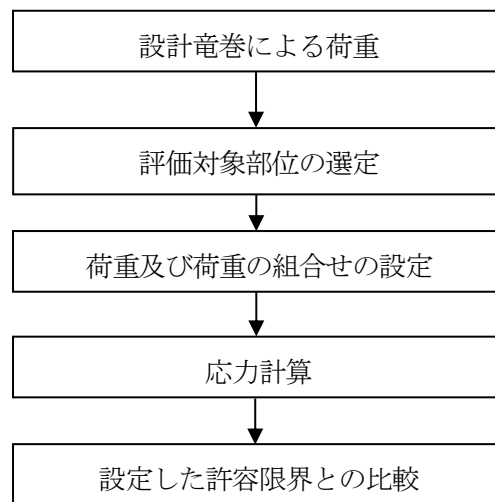 設計竜巻による荷重
評価対象部位の選定
荷重及び荷重の組合せの設定
応力計算
設定した許容限界との比較